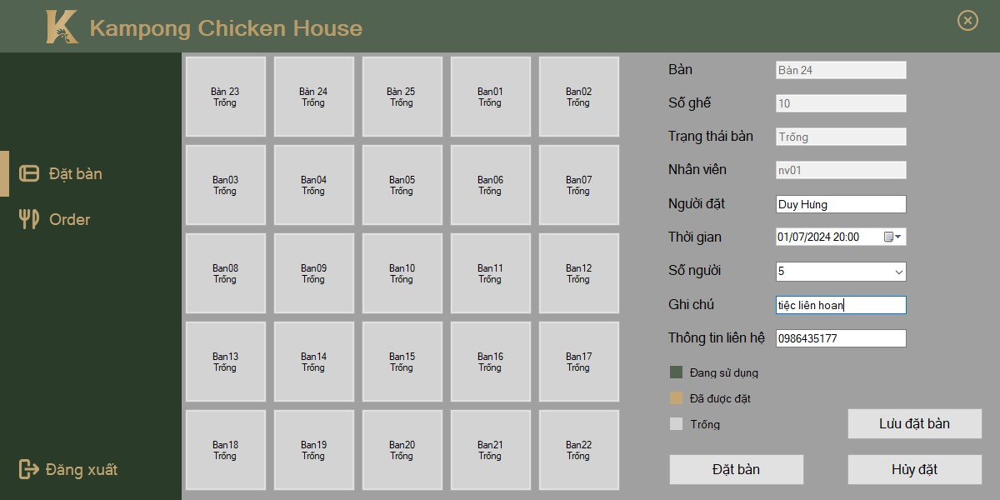 Kampong Chicken House
Đặt bàn
Order
Đăng xuất
Bàn 23
Trống
Bàn 24
Trống
Bàn 25
Trống
Ban01
Trống
Ban02
Trống
Ban03
Trống
Ban04
Trống
Ban05
Trống
Ban06
Trống
Ban07
Trống
Ban08
Trống
Ban09
Trống
Ban10
Trống
Ban11
Trống
Ban12
Trống
Ban13
Trống
Ban14
Trống
Ban15
Trống
Ban16
Trống
Ban17
Trống
Ban18
Trống
Ban19
Trống
Ban20
Trống
Ban21
Trống
Ban22
Trống
Bàn Bàn 24
Số ghế 10
Trạng thái bàn Trống
Nhân viên nv01
Người đặt Duy Hưng
Thời gian 01/07/2024 20:00
Số người 5
Ghi chú tiệc liên hoan
Thông tin liên hệ 0986435177
Đang sử dụng
Đã được đặt
Trống
Lưu đặt bàn
Đặt bàn
Hủy đặt